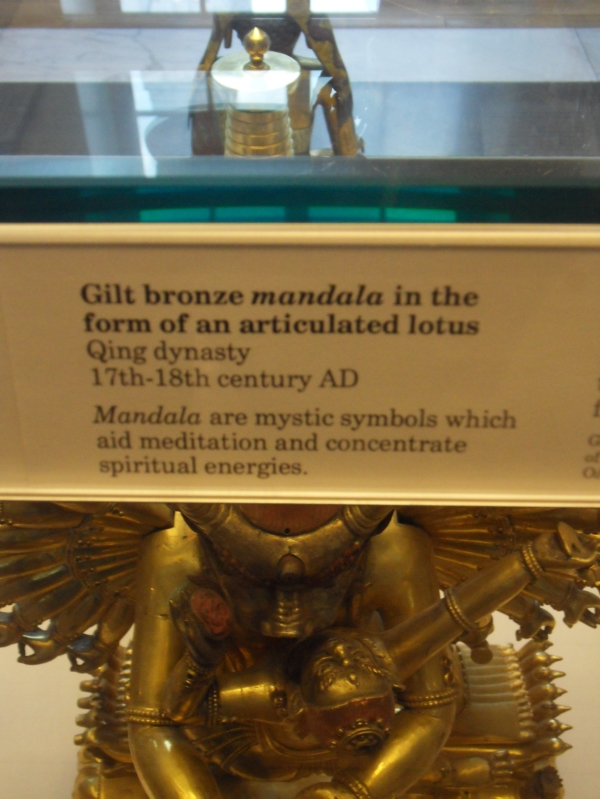 Gilt bronze mandala in the
form of an articulated lotus
Qing dynasty
17th-18th century AD
Mandala are mystic symbols which
aid meditation and concentrate
spiritual energies.